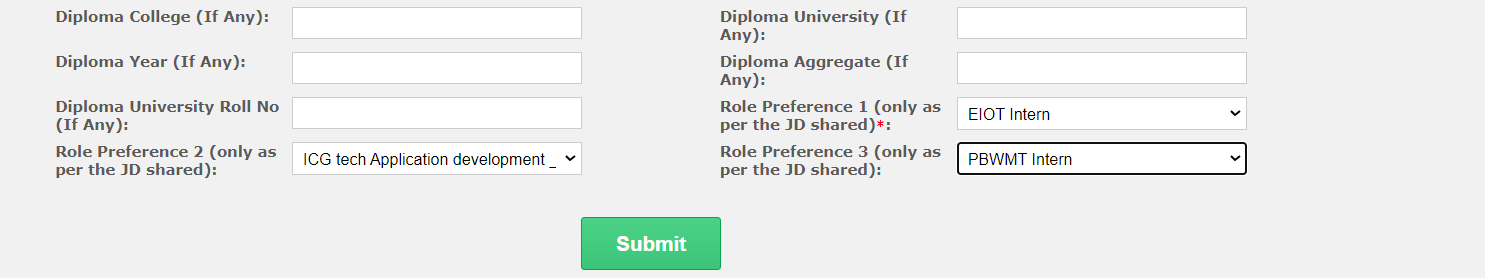 Diploma College (If Any):
Diploma University (If
Any):
Diploma Year (If Any):
Diploma Aggregate (If
Any):
Diploma University Roll No
(If Any):
Role Preference 1 (only as
per the JD shared)*:
EIOT Intern
Role Preference 2 (only as
per the JD shared):
ICG tech Application development _
Role Preference 3 (only as
per the JD shared):
PBWMT Intern
Submit